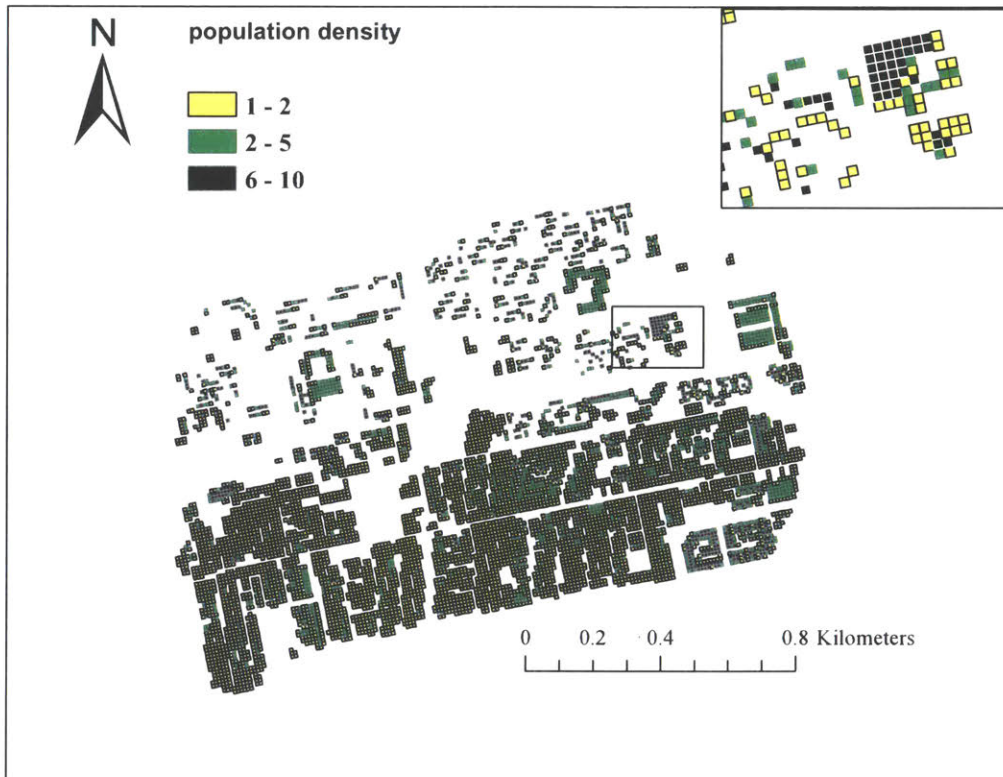 N
population density
1 - 2
2 - 5
6 - 10
0 0.2 0.4 0.8 Kilometers